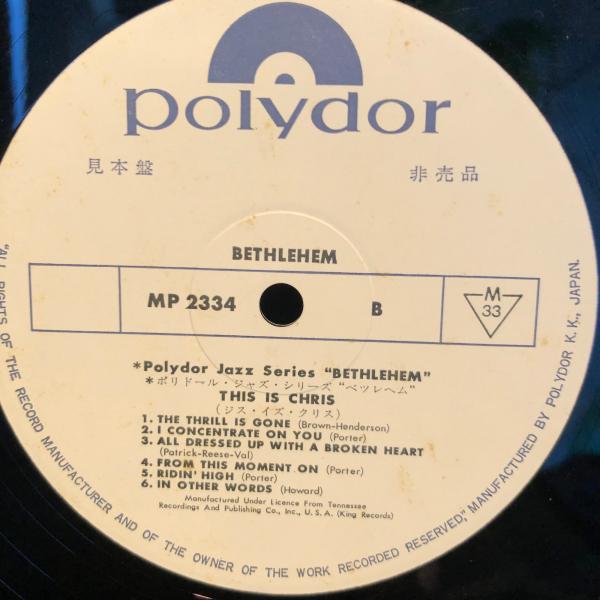 polydor
見本盤 非売品
BETHLEHEM
MP 2334 B M 33
*Polydor Jazz Series "BETHLEHEM"
*ポリドール・ジャズ・シリーズ"ベツレヘム"
THIS IS CHRIS
(ジス・イズ・クリス)
1. THE THRILL IS GONE (Brown-Henderson)
2. I CONCENTRATE ON YOU (Porter)
3. ALL DRESSED UP WITH A BROKEN HEART
(Patrick-Reese-Val)
4. FROM THIS MOMENT ON (Porter)
5. RIDIN' HIGH (Porter)
6. IN OTHER WORDS (Howard)
Manufactured Under Licence From Tennessee
Recordings And Publishing Co., Inc., U.S.A. (King Records)
"ALL RIGHTS OF THE RECORD MANUFACTURER AND OF THE OWNER OF THE WORK RECORDED RESERVED," MANUFACTURED BY POLYDOR K.K., JAPAN.